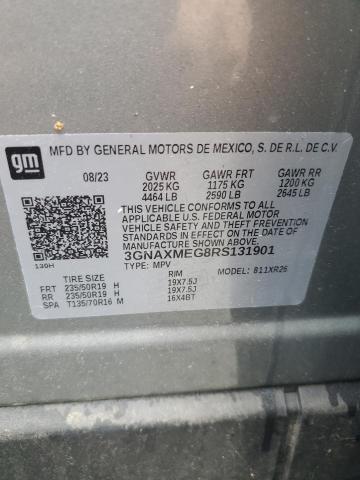 gm
MFD BY GENERAL MOTORS DE MEXICO, S. DE R.L. DE C.V.
08/23 GVWR GAWR FRT GAWR RR
2025 KG 1175 KG 1200 KG
4464 LB 2590 LB 2645 LB
THIS VEHICLE CONFORMS TO ALL
APPLICABLE U.S. FEDERAL MOTOR
VEHICLE SAFETY AND THEFT PREVENTION
STANDARDS IN EFFECT ON THE DATE OF
MANUFACTURE SHOWN ABOVE.
3GNAXMEG8RS131901
130H TYPE: MPV MODEL: 811XR26
TIRE SIZE RIM
FRT 235/50R19 H 19X7.5J
RR 235/50R19 H 19X7.5J
SPA T135/70R16 M 16X4BT